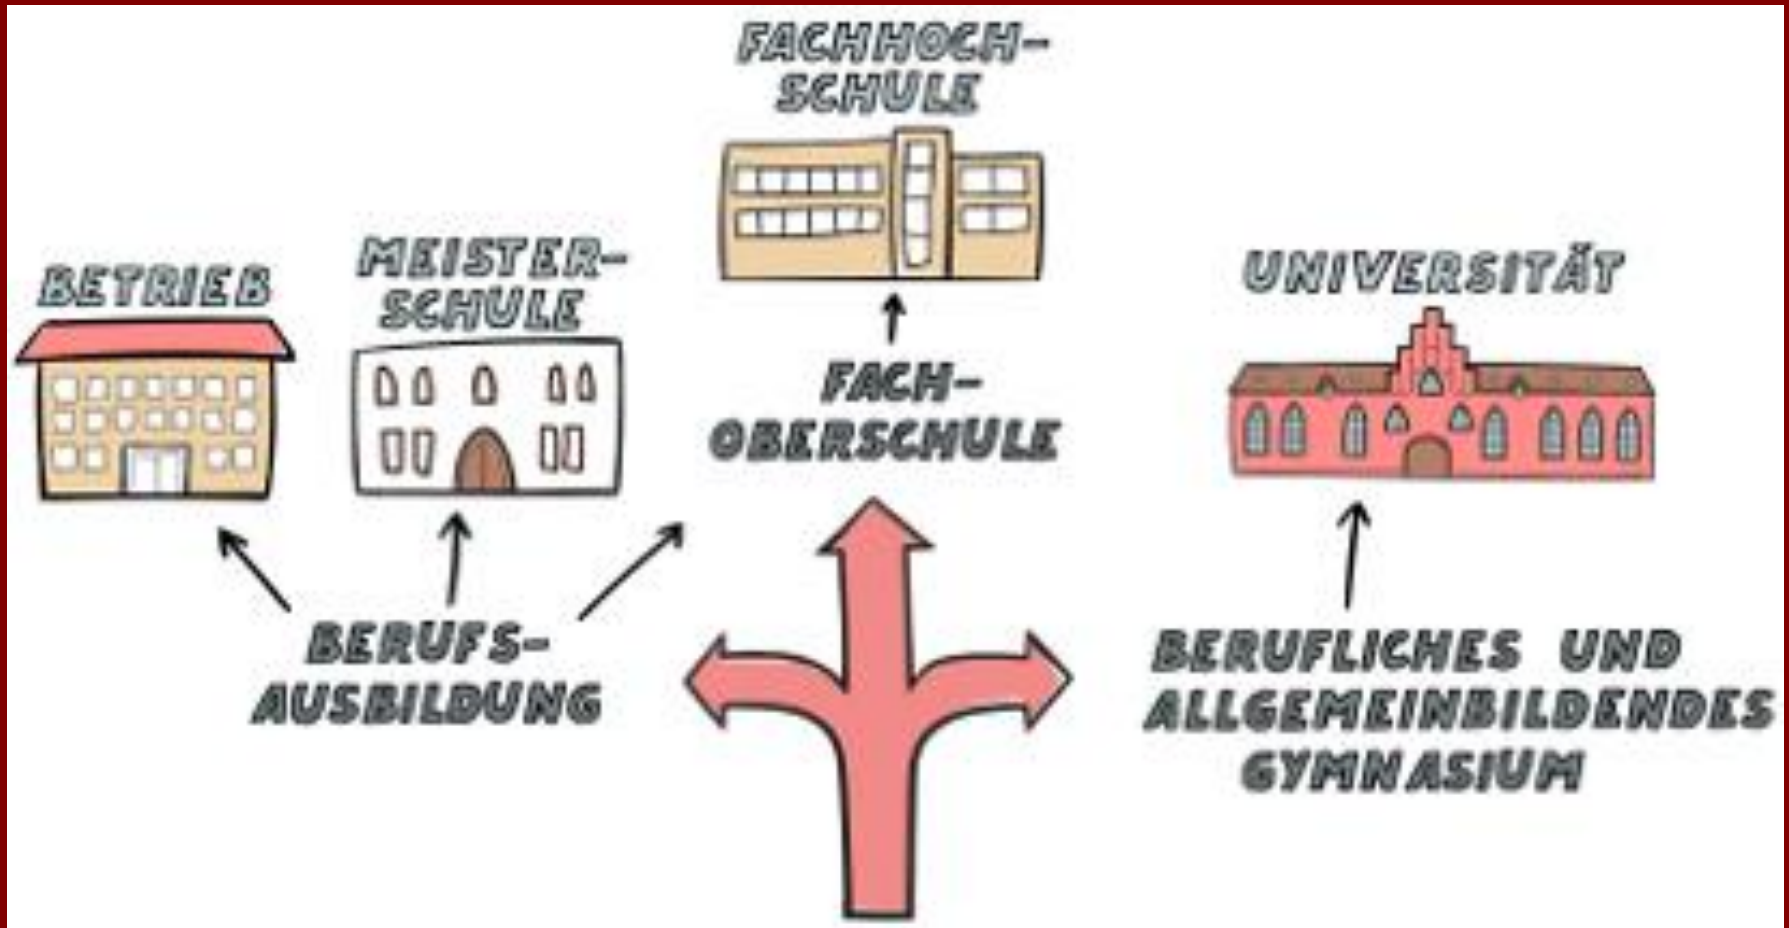 FACHHOCH-
SCHULE
BETRIEB
MEISTER-
SCHULE
UNIVERSITÄT
FACH-
OBERSCHULE
BERUFS-
AUSBILDUNG
BERUFLICHES UND
ALLGEMEINBILDENDES
GYMNASIUM